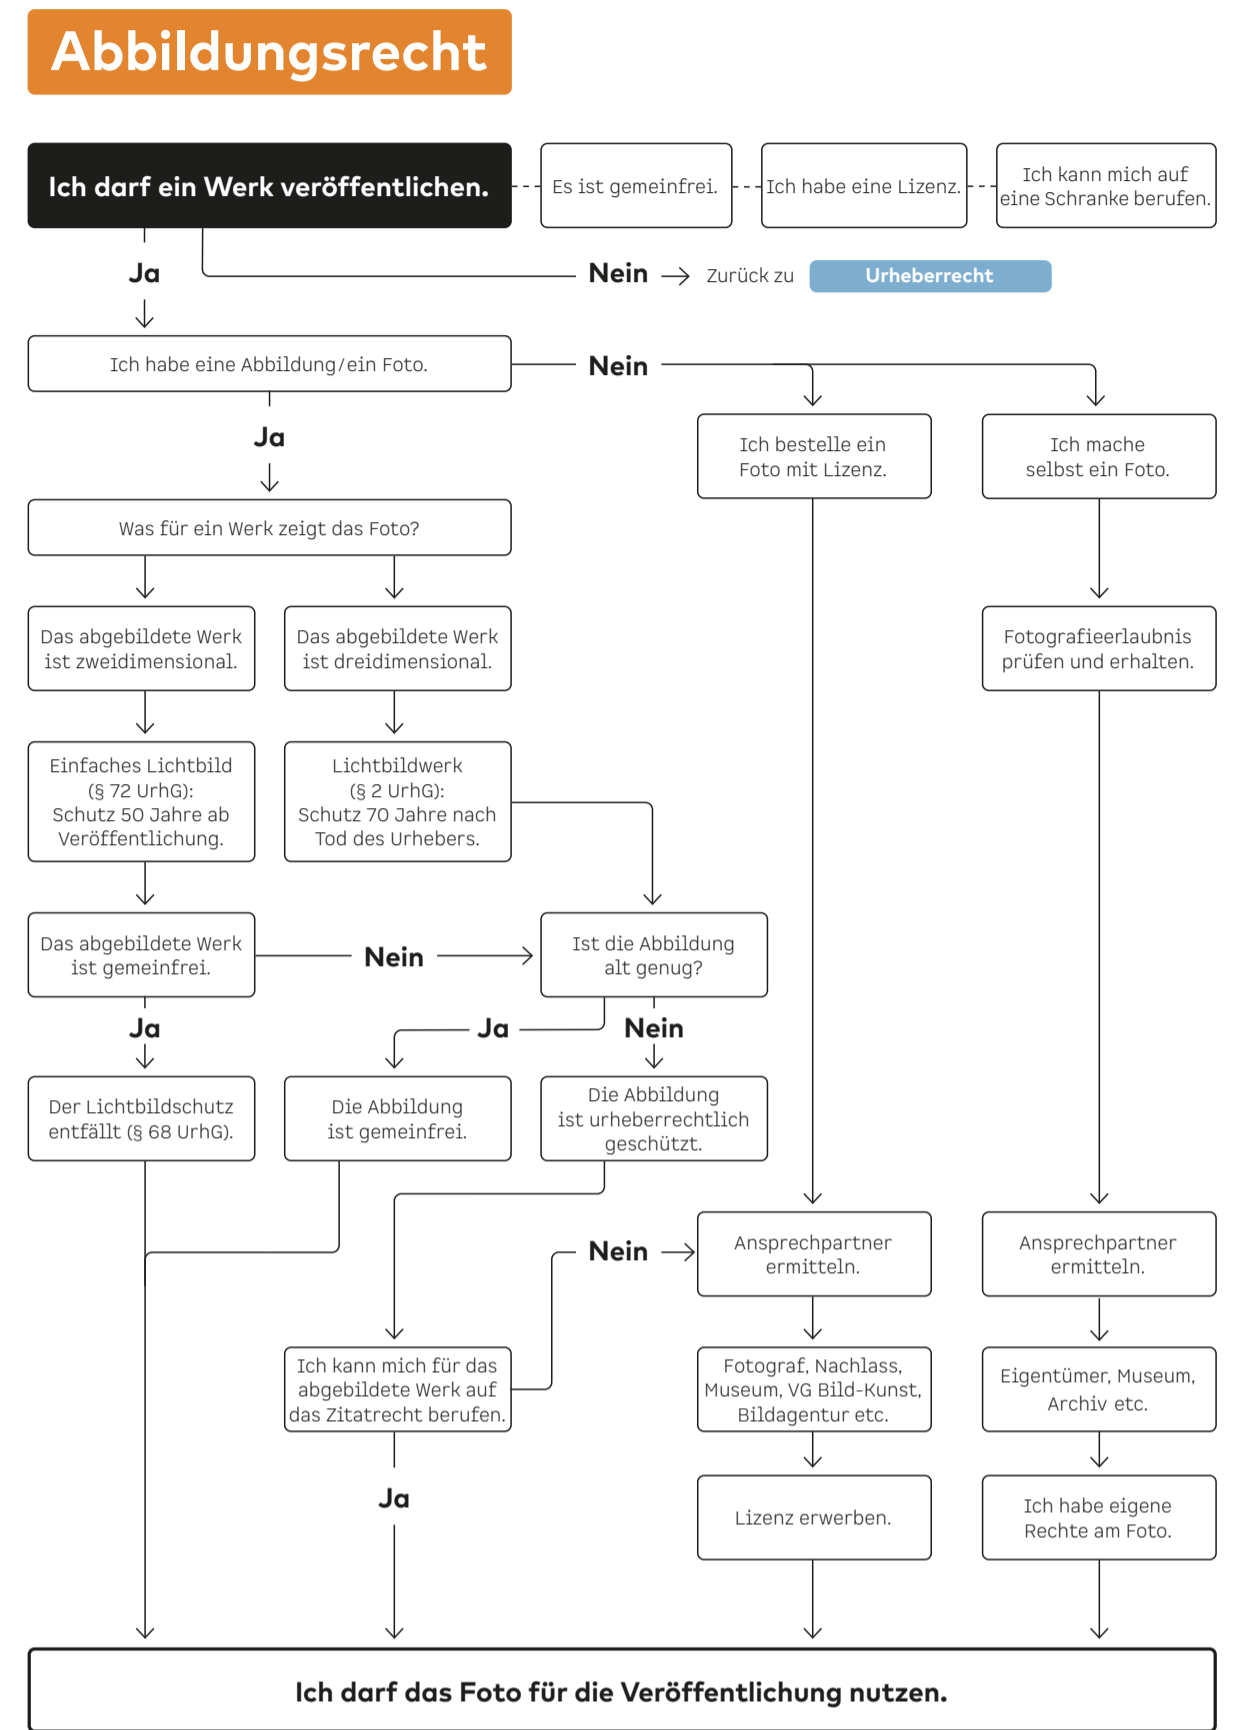 Abbildungsrecht
Ich darf ein Werk veröffentlichen.
Es ist gemeinfrei.
Ich habe eine Lizenz.
Ich kann mich auf
eine Schranke berufen.
Ja
Nein
Zurück zu
Urheberrecht
Ich habe eine Abbildung/ein Foto.
Nein
Ja
Ich bestelle ein
Foto mit Lizenz.
Ich mache
selbst ein Foto.
Was für ein Werk zeigt das Foto?
Das abgebildete Werk
ist zweidimensional.
Das abgebildete Werk
ist dreidimensional.
Fotografieerlaubnis
prüfen und erhalten.
Einfaches Lichtbild
(§ 72 UrhG):
Schutz 50 Jahre ab
Veröffentlichung.
Lichtbildwerk
(§ 2 UrhG):
Schutz 70 Jahre nach
Tod des Urhebers.
Das abgebildete Werk
ist gemeinfrei.
Nein
Ist die Abbildung
alt genug?
Ja
Ja
Nein
Der Lichtbildschutz
entfällt (§ 68 UrhG).
Die Abbildung
ist gemeinfrei.
Die Abbildung
ist urheberrechtlich
geschützt.
Nein
Ansprechpartner
ermitteln.
Ansprechpartner
ermitteln.
Ich kann mich für das
abgebildete Werk auf
das Zitatrecht berufen.
Fotograf, Nachlass,
Museum, VG Bild-Kunst,
Bildagentur etc.
Eigentümer, Museum,
Archiv etc.
Ja
Lizenz erwerben.
Ich habe eigene
Rechte am Foto.
Ich darf das Foto für die Veröffentlichung nutzen.